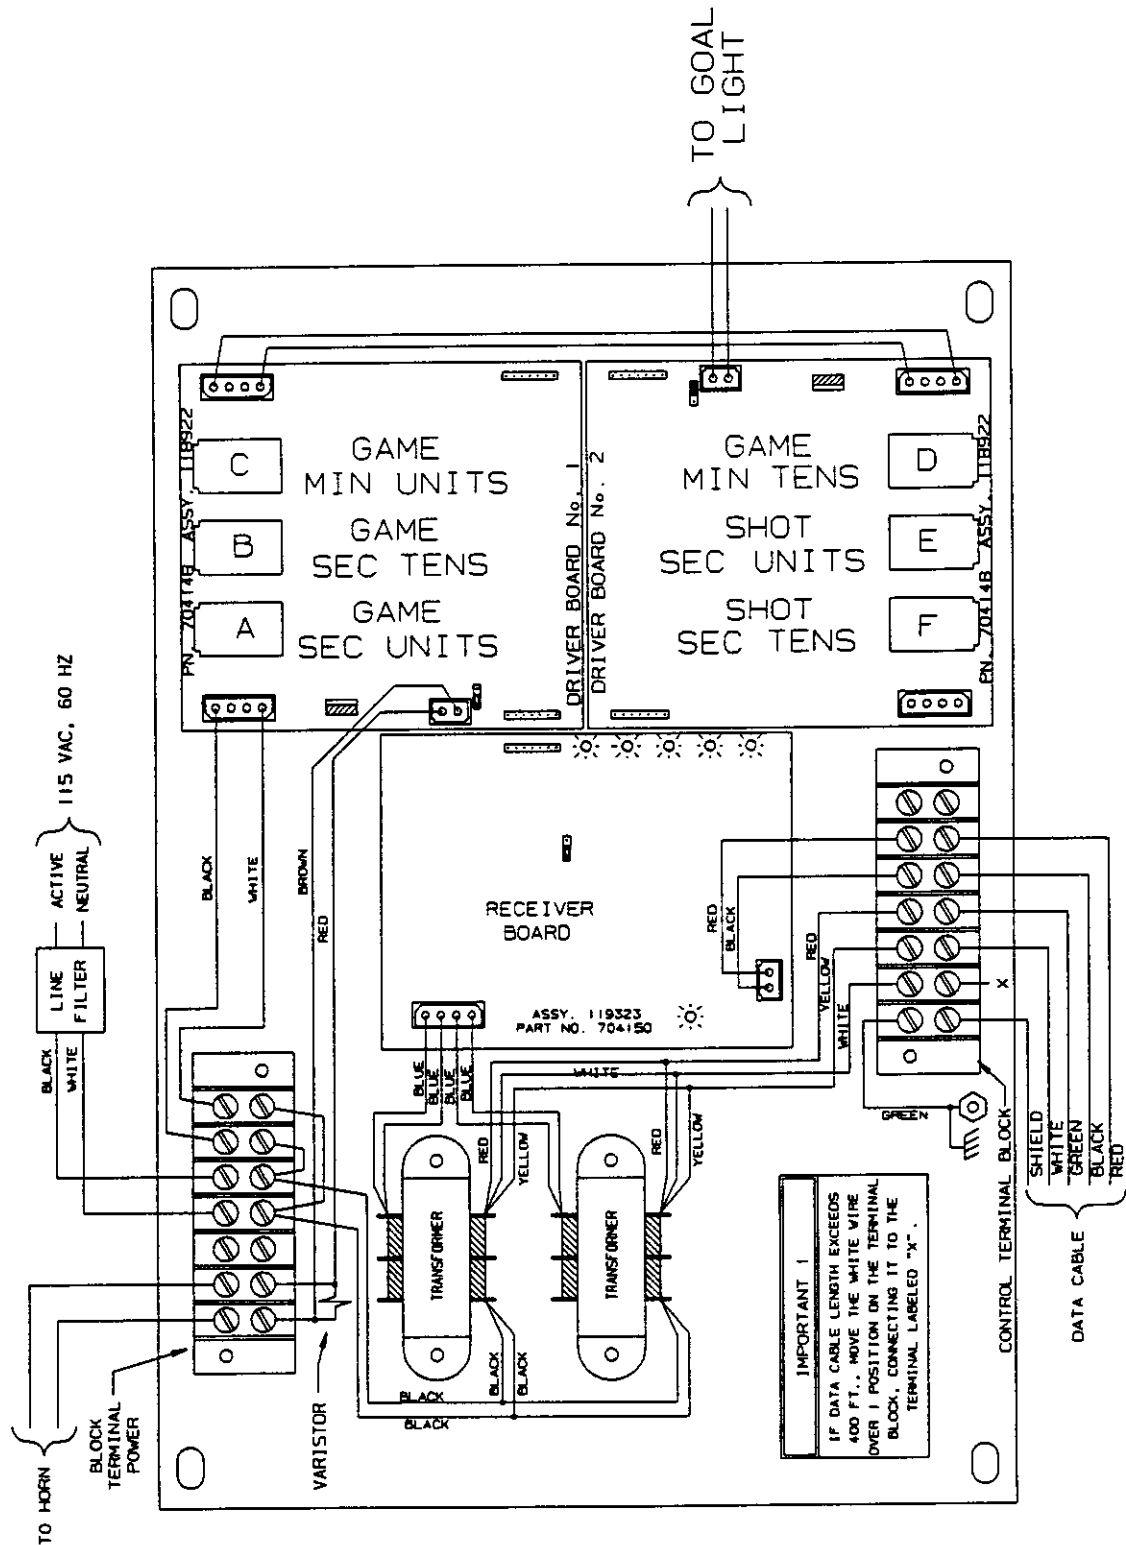 TO GOAL
LIGHT
115 VAC, 60 HZ
ACTIVE
NEUTRAL
LINE
FILTER
BLACK
WHITE
BLACK
WHITE
BROWN
RED
PN. 70414B ASSY. 118922
A
B
C
GAME
MIN UNITS
GAME
SEC TENS
GAME
SEC UNITS
DRIVER BOARD No. 1
DRIVER BOARD No. 2
GAME
MIN TENS
SHOT
SEC UNITS
SHOT
SEC TENS
D
E
F
PN. 70414B ASSY. 118922
RECEIVER
BOARD
ASSY. 119323
PART NO. 704150
RED
BLACK
RED
YELLOW
WHITE
BLUE
BLUE
BLUE
BLUE
WHITE
RED
YELLOW
RED
YELLOW
TRANSFORMER
TRANSFORMER
BLACK
BLACK
BLACK
BLACK
TO HORN
BLOCK
TERMINAL
POWER
VARISTOR
GREEN
X
CONTROL TERMINAL BLOCK
SHIELD
WHITE
GREEN
BLACK
RED
DATA CABLE
IMPORTANT 1
IF DATA CABLE LENGTH EXCEEDS
400 FT., MOVE THE WHITE WIRE
OVER 1 POSITION ON THE TERMINAL
BLOCK, CONNECTING IT TO THE
TERMINAL LABELED "X".